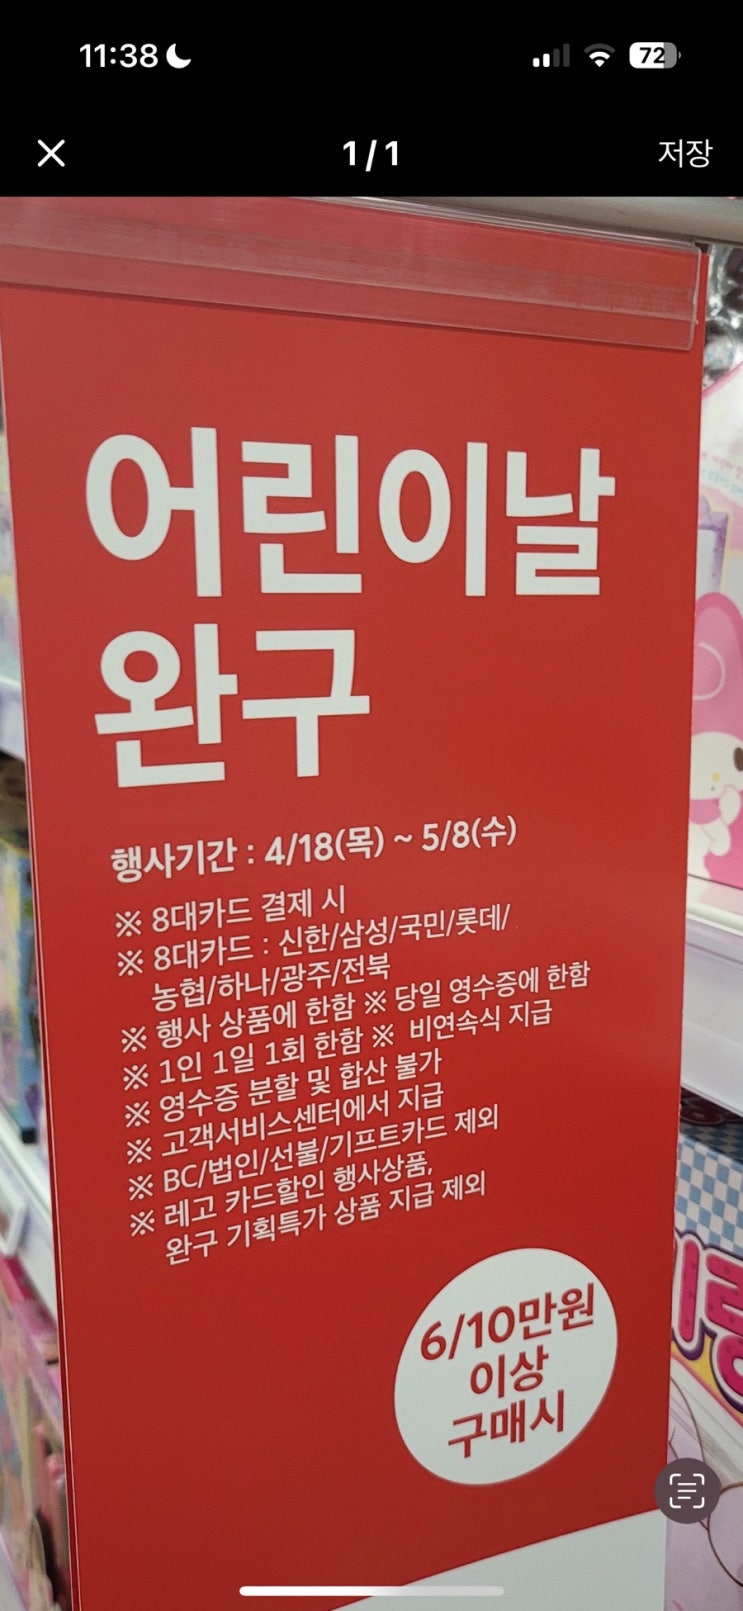 11:38
72
1/1
저장
어린이날
완구
행사기간 : 4/18(목) ~ 5/8(수)
※ 8대카드 결제 시
※ 8대카드 : 신한/삼성/국민/롯데/
농협/하나/광주/전북
※ 행사 상품에 한함 ※ 당일 영수증에 한함
※ 1인 1일 1회 한함 ※ 비연속식 지급
※ 영수증 분할 및 합산 불가
※ 고객서비스센터에서 지급
※ BC/법인/선불/기프트카드 제외
※ 레고 카드할인 행사상품,
완구 기획특가 상품 지급 제외
6/10만원
이상
구매시